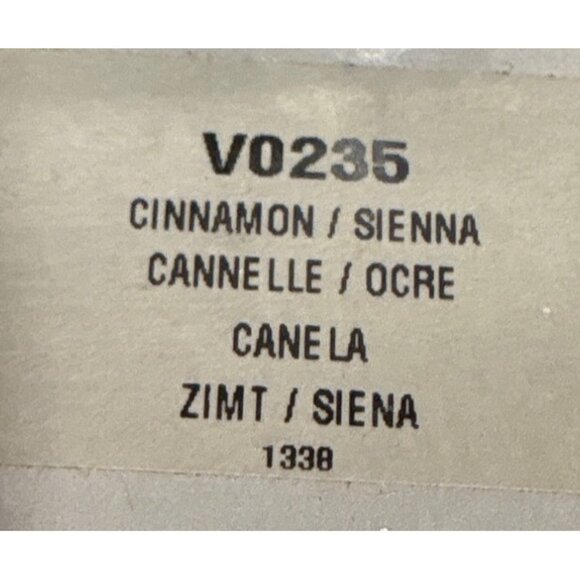 V0235
CINNAMON / SIENNA
CANNELLE / OCRE
CANELA
ZIMT / SIENA
1338